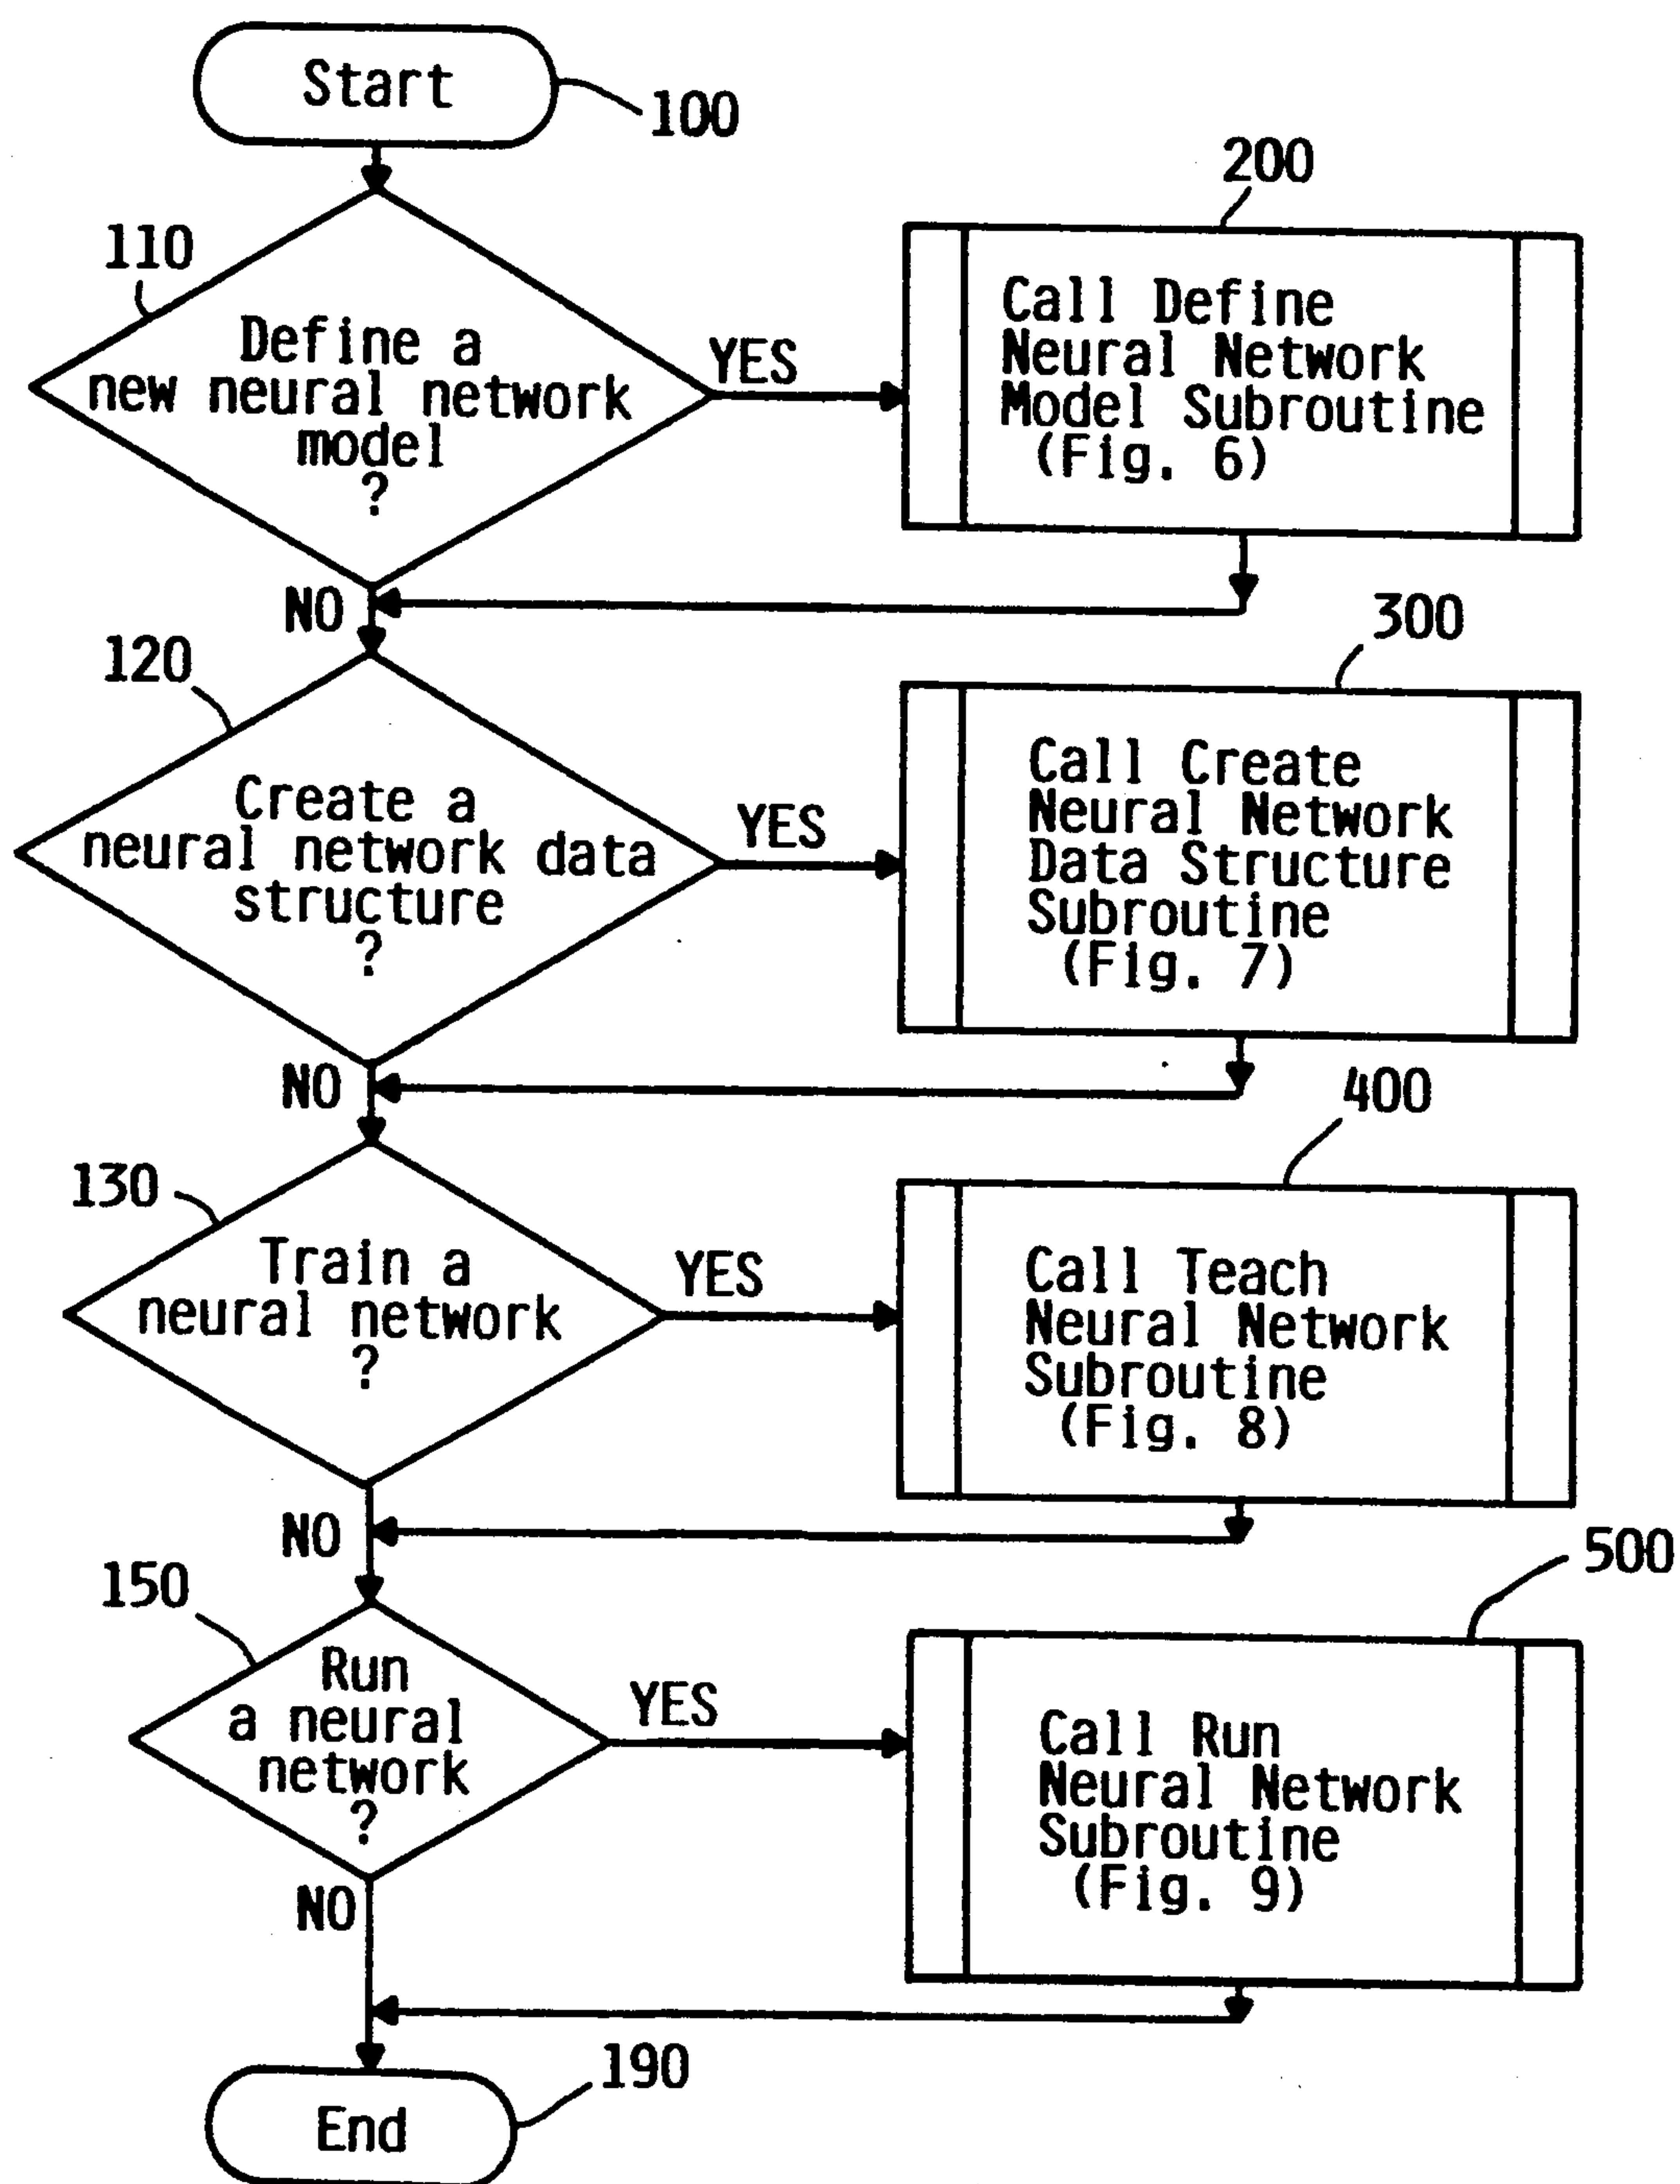 Start
100
110
Define a
new neural network
model
?
YES
200
Call Define
Neural Network
Model Subroutine
(Fig. 6)
NO
120
Create a
neural network data
structure
?
YES
300
Call Create
Neural Network
Data Structure
Subroutine
(Fig. 7)
NO
130
Train a
neural network
?
YES
400
Call Teach
Neural Network
Subroutine
(Fig. 8)
NO
150
Run
a neural
network
?
YES
500
Call Run
Neural Network
Subroutine
(Fig. 9)
NO
190
End